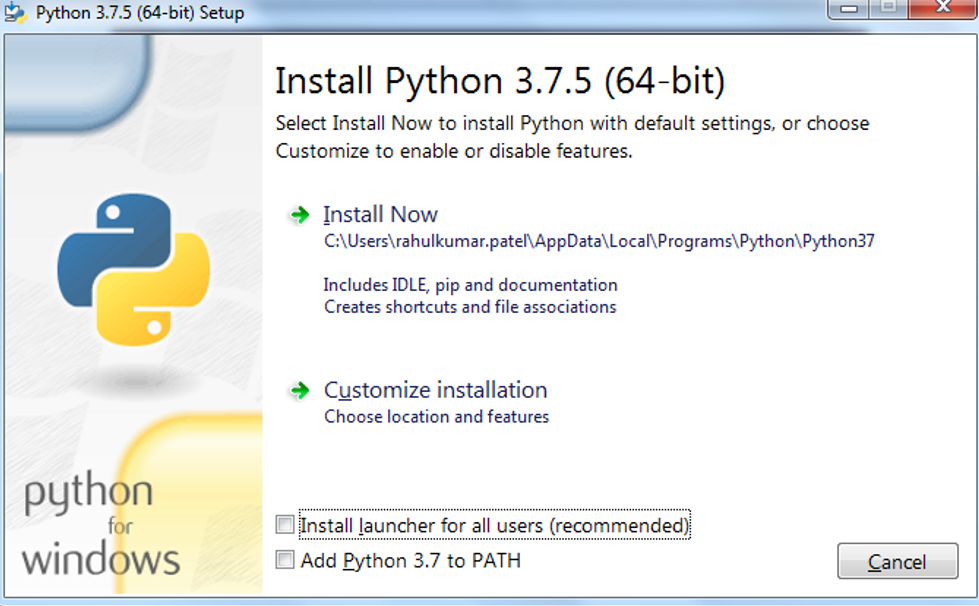 Python 3.7.5 (64-bit) Setup
Install Python 3.7.5 (64-bit)
Select Install Now to install Python with default settings, or choose
Customize to enable or disable features.
Install Now
C:\Users\rahulkumar.patel\AppData\Local\Programs\Python\Python37
Includes IDLE, pip and documentation
Creates shortcuts and file associations
Customize installation
Choose location and features
python
for
windows
Install launcher for all users (recommended)
Add Python 3.7 to PATH
Cancel